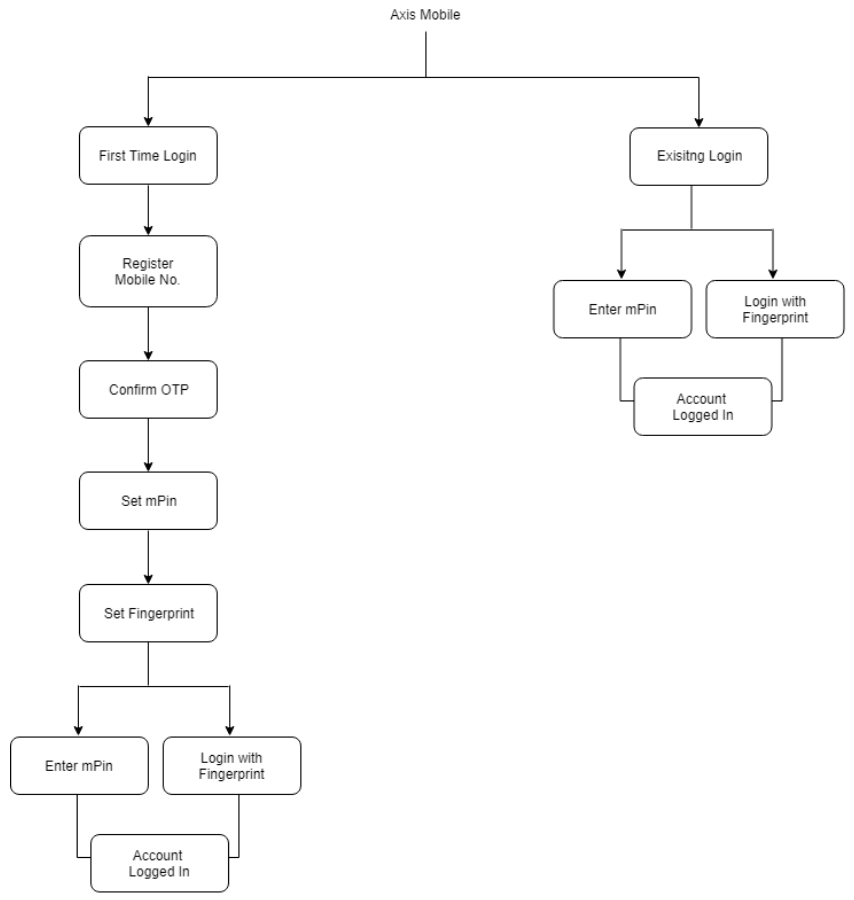 Axis Mobile
First Time Login
Exisitng Login
Register
Mobile No.
Enter mPin
Login with
Fingerprint
Confirm OTP
Account
Logged In
Set mPin
Set Fingerprint
Enter mPin
Login with
Fingerprint
Account
Logged In